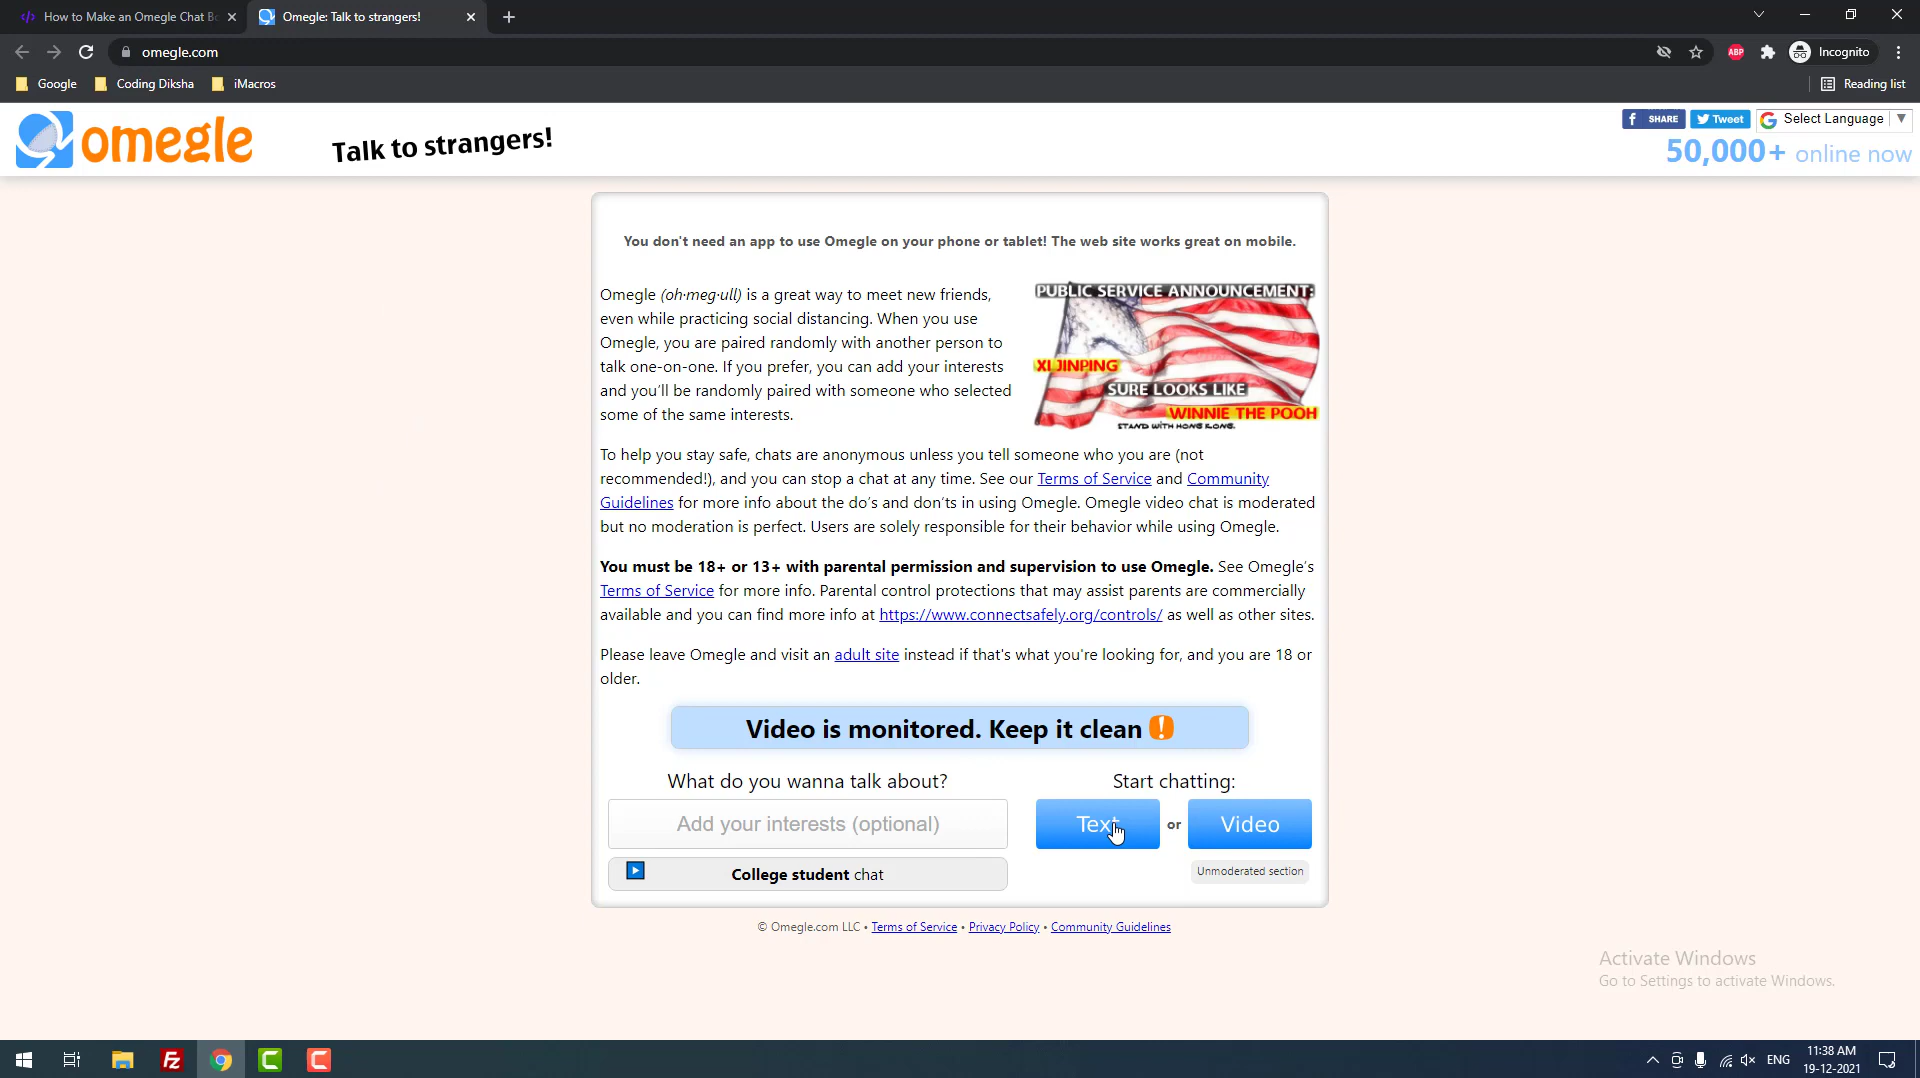 How to Make an Omegle Chat Bo
Omegle: Talk to strangers!
omegle.com
ABP
Incognito
Google
Coding Diksha
iMacros
Reading list
omegle
Talk to strangers!
f SHARE
Tweet
G Select Language ▼
50,000+ online now
You don't need an app to use Omegle on your phone or tablet! The web site works great on mobile.
Omegle (oh·meg·ull) is a great way to meet new friends,
even while practicing social distancing. When you use
Omegle, you are paired randomly with another person to
talk one-on-one. If you prefer, you can add your interests
and you'll be randomly paired with someone who selected
some of the same interests.
PUBLIC SERVICE ANNOUNCEMENT:
XI JINPING
SURE LOOKS LIKE
WINNIE THE POOH
STAND WITH HONG KONG.
To help you stay safe, chats are anonymous unless you tell someone who you are (not
recommended!), and you can stop a chat at any time. See our Terms of Service and Community
Guidelines for more info about the do's and don'ts in using Omegle. Omegle video chat is moderated
but no moderation is perfect. Users are solely responsible for their behavior while using Omegle.
You must be 18+ or 13+ with parental permission and supervision to use Omegle. See Omegle's
Terms of Service for more info. Parental control protections that may assist parents are commercially
available and you can find more info at https://www.connectsafely.org/controls/ as well as other sites.
Please leave Omegle and visit an adult site instead if that's what you're looking for, and you are 18 or
older.
Video is monitored. Keep it clean !
What do you wanna talk about?
Start chatting:
Add your interests (optional)
Text or Video
College student chat
Unmoderated section
© Omegle.com LLC • Terms of Service • Privacy Policy • Community Guidelines
Activate Windows
Go to Settings to activate Windows.
Fz
C
C
ENG
11:38 AM
19-12-2021